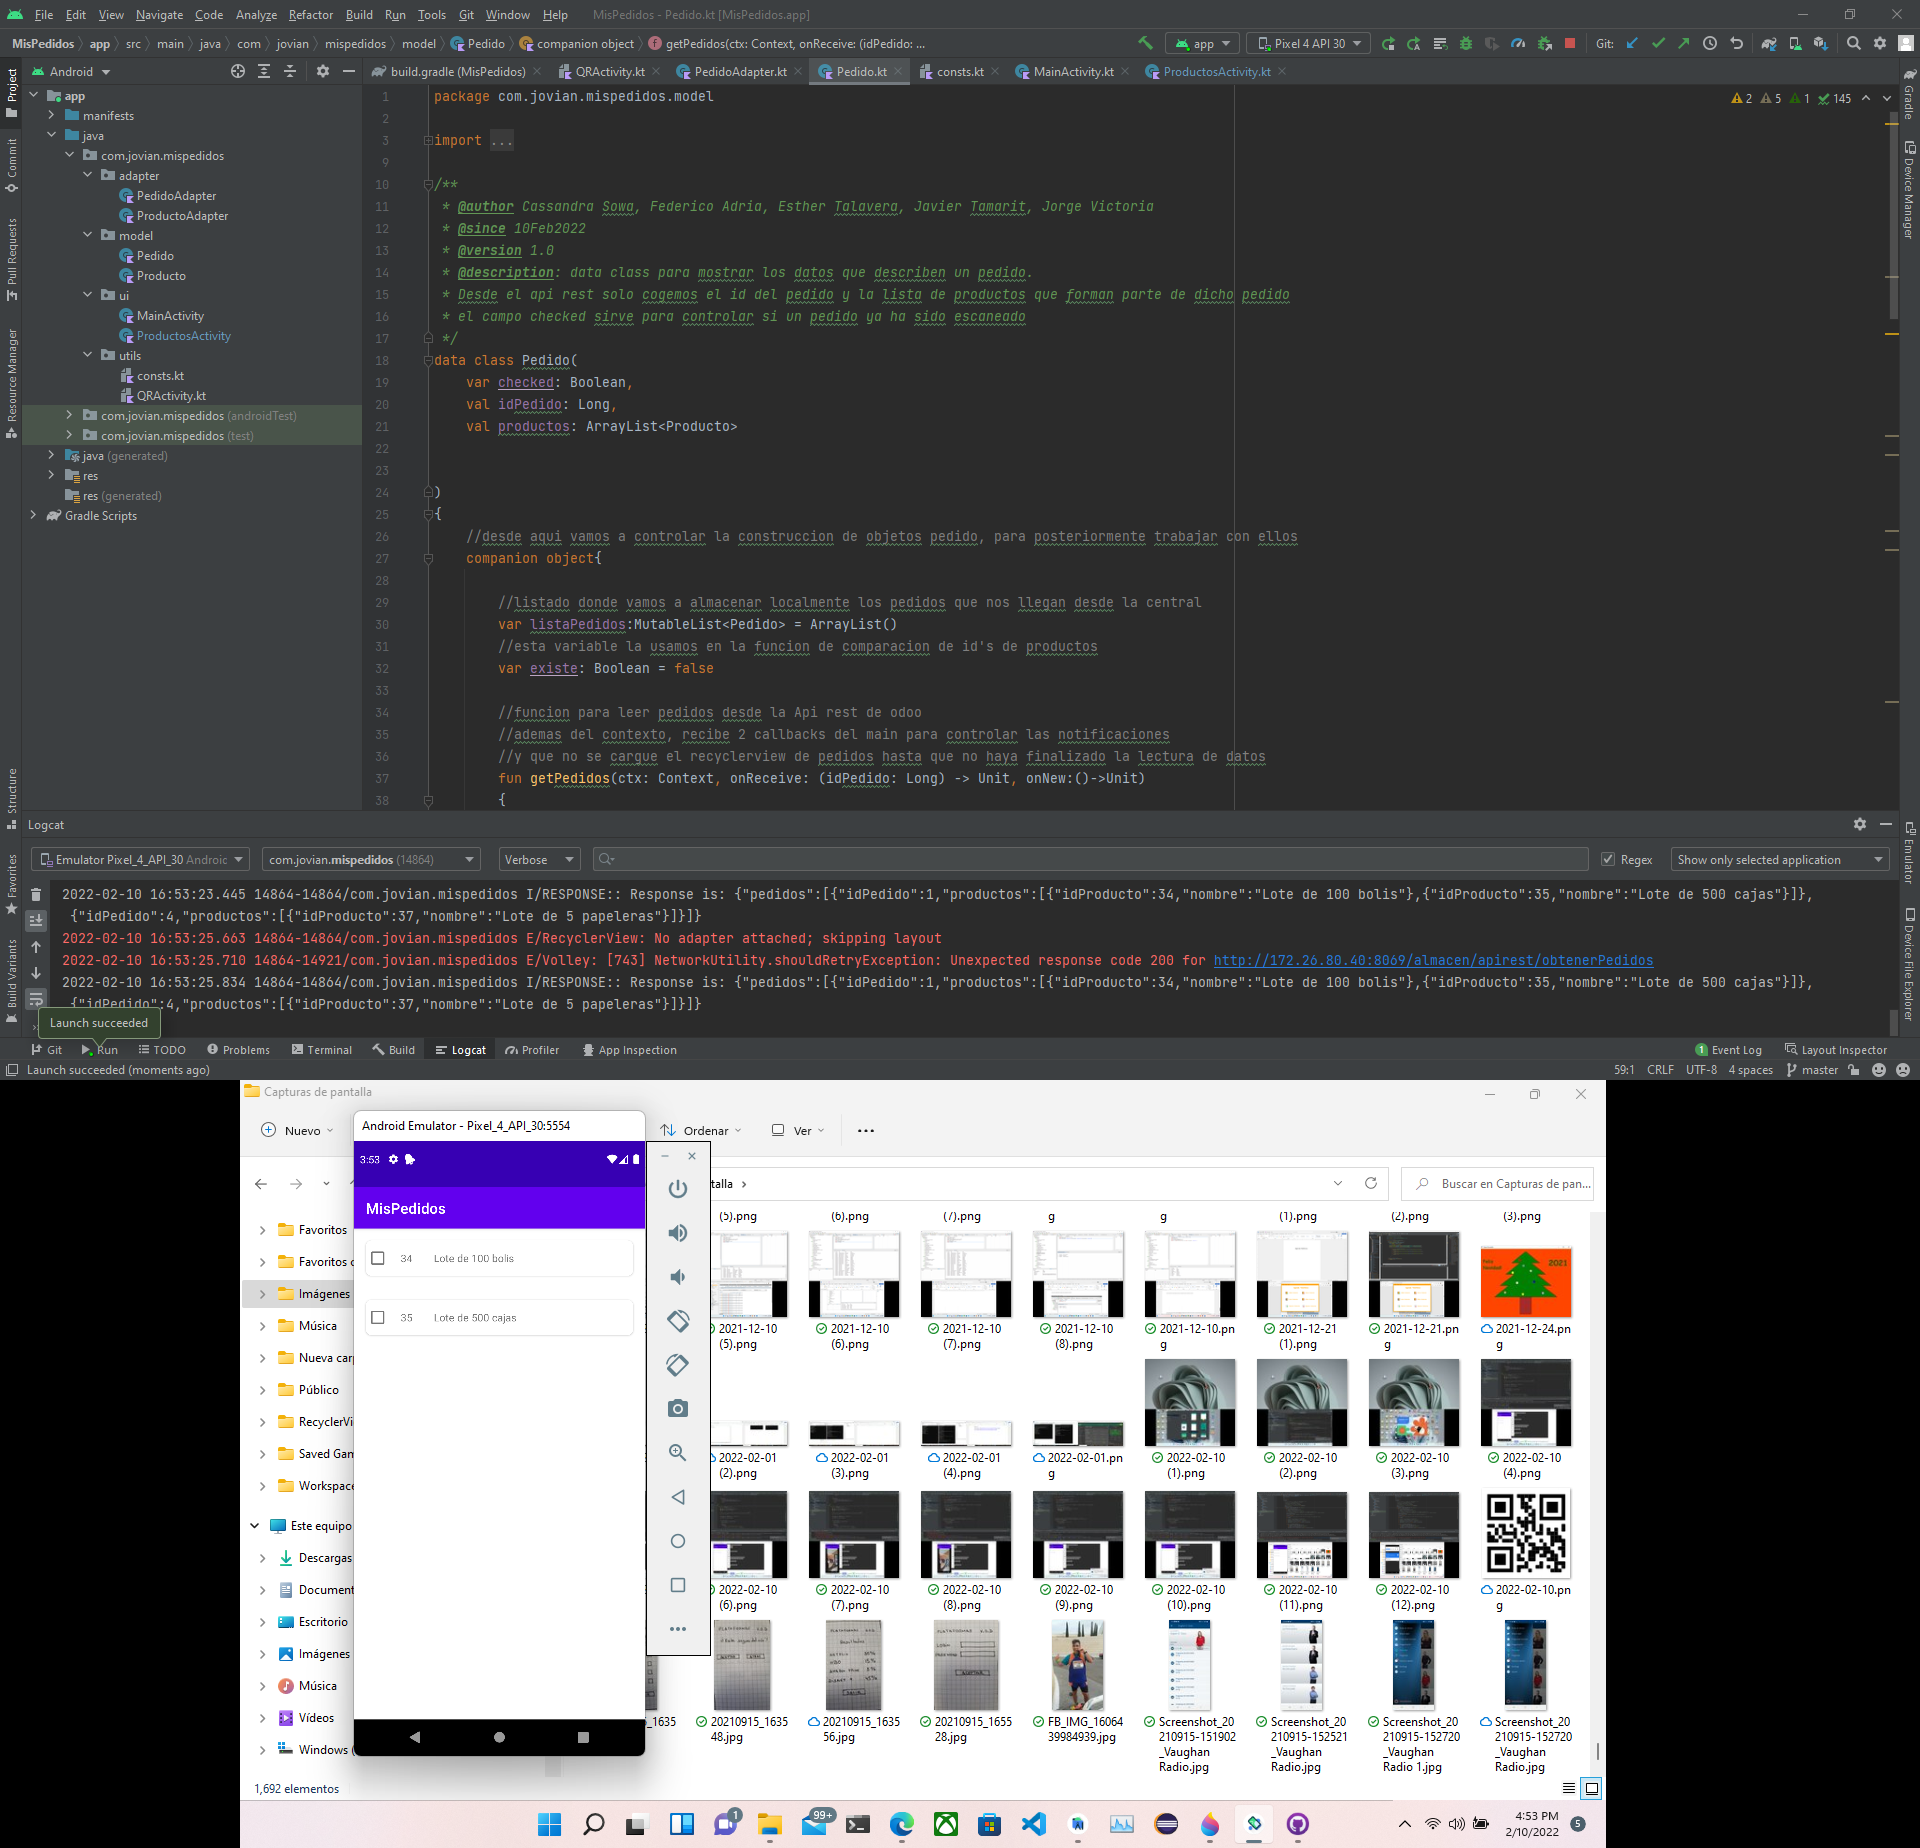 File Edit View Navigate Code Analyze Refactor Build Run Tools Git Window Help MisPedidos - Pedido.kt [MisPedidos.app]
MisPedidos app src main java com jovian mispedidos model Pedido companion object getPedidos(ctx: Context, onReceive: (idPedido: ... app Pixel 4 API 30 Git:
Project
Android
build.gradle (MisPedidos) QRActivity.kt PedidoAdapter.kt Pedido.kt consts.kt MainActivity.kt ProductosActivity.kt
app
manifests
java
com.jovian.mispedidos
adapter
PedidoAdapter
ProductoAdapter
model
Pedido
Producto
ui
MainActivity
ProductosActivity
utils
consts.kt
QRActivity.kt
com.jovian.mispedidos (androidTest)
com.jovian.mispedidos (test)
java (generated)
res
res (generated)
Gradle Scripts
Commit
Pull Requests
Resource Manager
Structure
Favorites
Build Variants
Gradle
Device Manager
Emulator
Device File Explorer
2 5 1 145
1 package com.jovian.mispedidos.model
2
3 import ...
9
10 /**
11 * @author Cassandra Sowa, Federico Adria, Esther Talavera, Javier Tamarit, Jorge Victoria
12 * @since 10Feb2022
13 * @version 1.0
14 * @description: data class para mostrar los datos que describen un pedido.
15 * Desde el api rest solo cogemos el id del pedido y la lista de productos que forman parte de dicho pedido
16 * el campo checked sirve para controlar si un pedido ya ha sido escaneado
17 */
18 data class Pedido(
19 var checked: Boolean,
20 val idPedido: Long,
21 val productos: ArrayList<Producto>
22
23
24 )
25 {
26 //desde aqui vamos a controlar la construccion de objetos pedido, para posteriormente trabajar con ellos
27 companion object{
28
29 //listado donde vamos a almacenar localmente los pedidos que nos llegan desde la central
30 var listaPedidos:MutableList<Pedido> = ArrayList()
31 //esta variable la usamos en la funcion de comparacion de id's de productos
32 var existe: Boolean = false
33
34 //funcion para leer pedidos desde la Api rest de odoo
35 //ademas del contexto, recibe 2 callbacks del main para controlar las notificaciones
36 //y que no se cargue el recyclerview de pedidos hasta que no haya finalizado la lectura de datos
37 fun getPedidos(ctx: Context, onReceive: (idPedido: Long) -> Unit, onNew:()->Unit)
38 {
Logcat
Emulator Pixel_4_API_30 Androic com.jovian.mispedidos (14864) Verbose Regex Show only selected application
2022-02-10 16:53:23.445 14864-14864/com.jovian.mispedidos I/RESPONSE:: Response is: {"pedidos":[{"idPedido":1,"productos":[{"idProducto":34,"nombre":"Lote de 100 bolis"},{"idProducto":35,"nombre":"Lote de 500 cajas"}]},
{"idPedido":4,"productos":[{"idProducto":37,"nombre":"Lote de 5 papeleras"}]}]}
2022-02-10 16:53:25.663 14864-14864/com.jovian.mispedidos E/RecyclerView: No adapter attached; skipping layout
2022-02-10 16:53:25.710 14864-14921/com.jovian.mispedidos E/Volley: [743] NetworkUtility.shouldRetryException: Unexpected response code 200 for http://172.26.80.40:8069/almacen/apirest/obtenerPedidos
2022-02-10 16:53:25.834 14864-14864/com.jovian.mispedidos I/RESPONSE:: Response is: {"pedidos":[{"idPedido":1,"productos":[{"idProducto":34,"nombre":"Lote de 100 bolis"},{"idProducto":35,"nombre":"Lote de 500 cajas"}]},
{"idPedido":4,"productos":[{"idProducto":37,"nombre":"Lote de 5 papeleras"}]}]}
Launch succeeded
Git Run TODO Problems Terminal Build Logcat Profiler App Inspection 1 Event Log Layout Inspector
Launch succeeded (moments ago) 59:1 CRLF UTF-8 4 spaces master
Capturas de pantalla
Nuevo Ordenar Ver
Android Emulator - Pixel_4_API_30:5554
3:53
MisPedidos
34 Lote de 100 bolis
35 Lote de 500 cajas
talla
Buscar en Capturas de pan...
Favoritos
Favoritos c
Imágenes
Música
Nueva carp
Público
RecyclerVi
Saved Gam
Workspace
Este equipo
Descargas
Document
Escritorio
Imágenes
Música
Vídeos
Windows (
(5).png (6).png (7).png g g (1).png (2).png (3).png
2021-12-10 2021-12-10 2021-12-10 2021-12-10 2021-12-10.pn 2021-12-21 2021-12-21.pn 2021-12-24.pn
(5).png (6).png (7).png (8).png g (1).png g g
2022-02-01 2022-02-01 2022-02-01 2022-02-01.pn 2022-02-10 2022-02-10 2022-02-10 2022-02-10
(2).png (3).png (4).png g (1).png (2).png (3).png (4).png
2022-02-10 2022-02-10 2022-02-10 2022-02-10 2022-02-10 2022-02-10 2022-02-10 2022-02-10.pn
(6).png (7).png (8).png (9).png (10).png (11).png (12).png g
2021
_1635 20210915_1635 20210915_1635 20210915_1655 FB_IMG_16064 Screenshot_20 Screenshot_20 Screenshot_20 Screenshot_20
48.jpg 56.jpg 28.jpg 39984939.jpg 210915-151902 210915-152521 210915-152720 210915-152720
_Vaughan _Vaughan _Vaughan _Vaughan
Radio.jpg Radio.jpg Radio 1.jpg Radio.jpg
1,692 elementos
1 99+
4:53 PM
2/10/2022
5